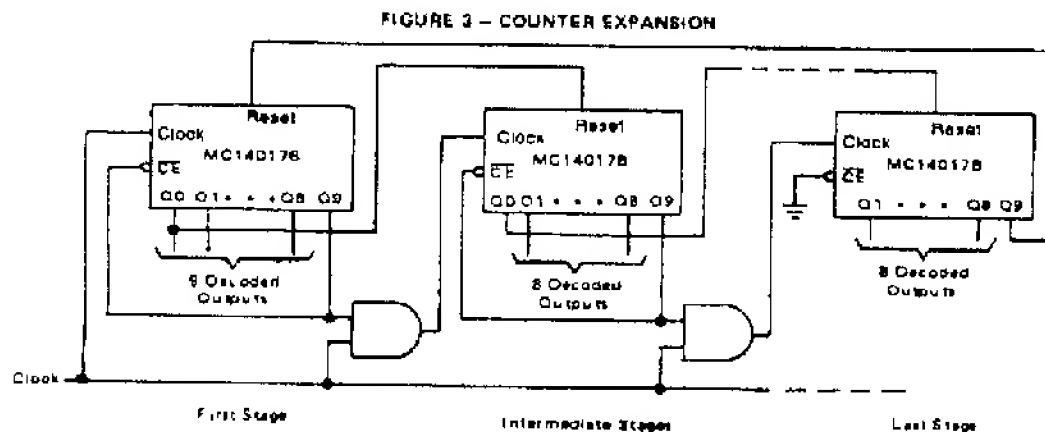 FIGURE 3 – COUNTER EXPANSION
Reset
Clock
MC14017B
CE
Q0 Q1 • • • Q8 Q9
9 Decoded
Outputs
Reset
Clock
MC14017B
CE
Q0 Q1 • • • Q8 Q9
8 Decoded
Outputs
Reset
Clock
MC14017B
CE
Q1 • • • Q8 Q9
8 Decoded
Outputs
Clock
First Stage
Intermediate Stages
Last Stage